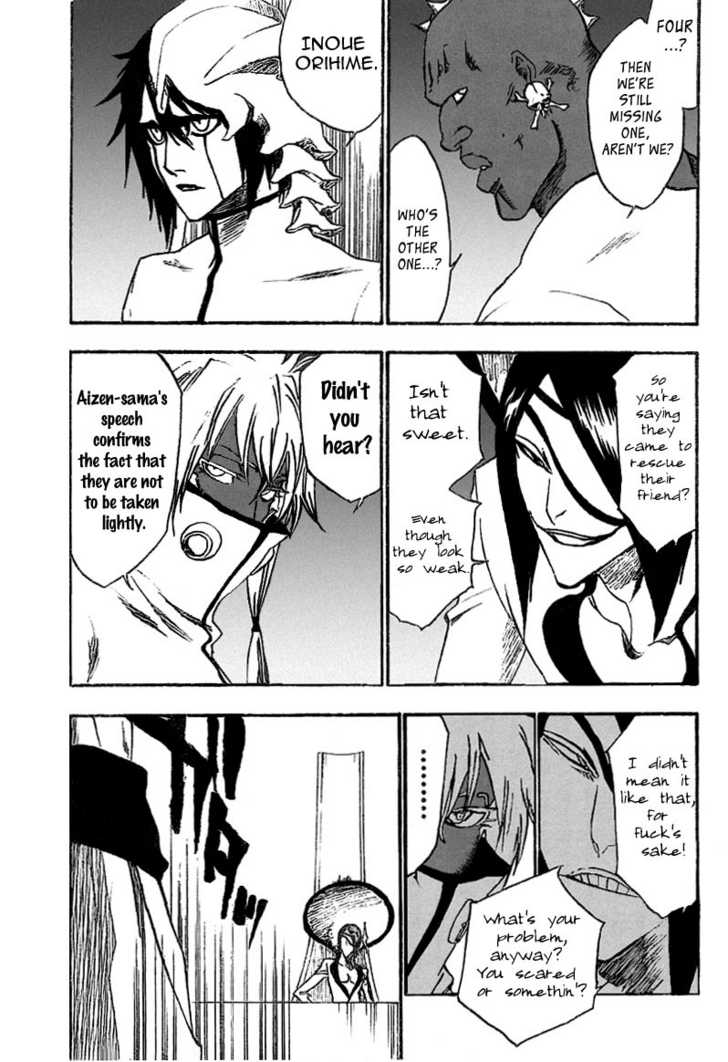 FOUR
...?
THEN
WE'RE
STILL
MISSING
ONE,
AREN'T WE?
WHO'S
THE
OTHER
ONE...?
INOUE
ORIHIME.
So
you're
saying
they
came to
rescue
their
friend?
Isn't
that
sweet.
Even
though
they look
so weak.
Didn't
you
hear?
Aizen-sama's
speech
confirms
the fact that
they are not
to be taken
lightly.
I didn't
mean it
like that,
for
fuck's
sake!
........
What's your
problem,
anyway?
You scared
or somethin'?